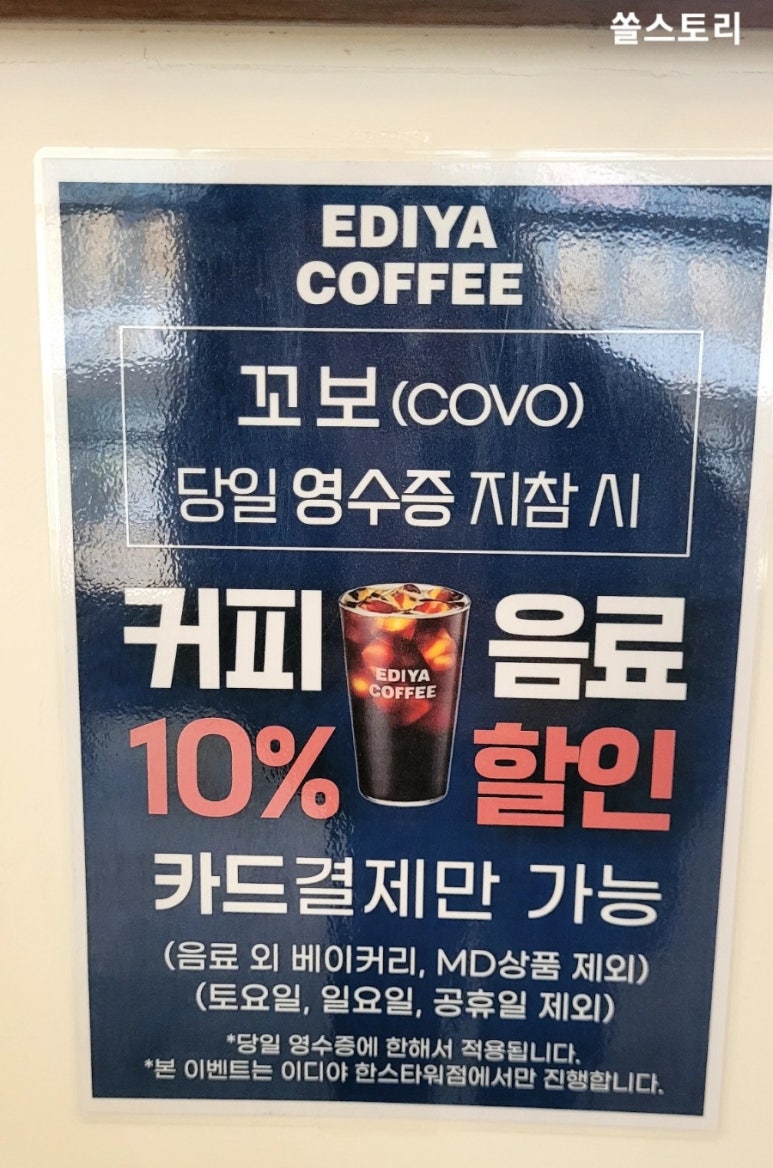 쏠스토리
EDIYA
COFFEE
꼬보(COVO)
당일 영수증 지참 시
커피 음료
EDIYA
COFFEE
10% 할인
카드결제만 가능
(음료 외 베이커리, MD상품 제외)
(토요일, 일요일, 공휴일 제외)
*당일 영수증에 한해서 적용됩니다.
*본 이벤트는 이디야 한스타워점에서만 진행합니다.